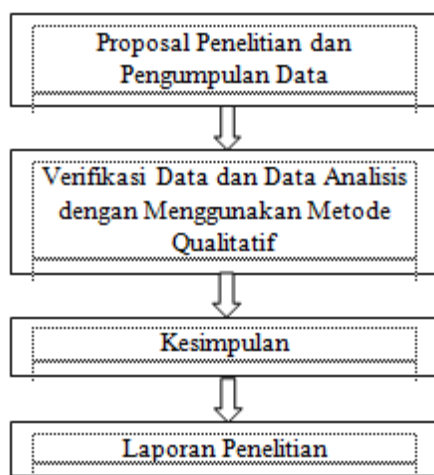 Proposal Penelitian dan
Pengumpulan Data
Verifikasi Data dan Data Analisis
dengan Menggunakan Metode
Qualitatif
Kesimpulan
Laporan Penelitian